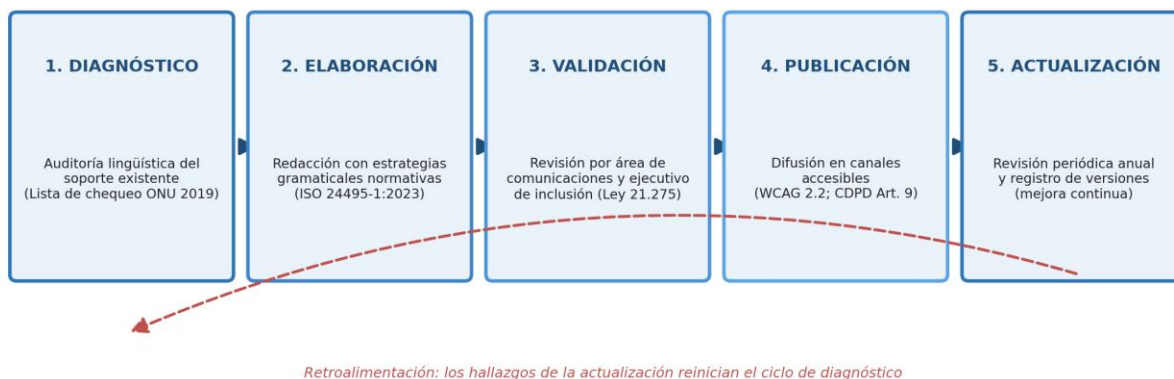 1. DIAGNÓSTICO
Auditoría lingüística del
soporte existente
(Lista de chequeo ONU 2019)
2. ELABORACIÓN
Redacción con estrategias
gramaticales normativas
(ISO 24495-1:2023)
3. VALIDACIÓN
Revisión por área de
comunicaciones y ejecutivo
de inclusión (Ley 21.275)
4. PUBLICACIÓN
Difusión en canales
accesibles
(WCAG 2.2; CDPD Art. 9)
5. ACTUALIZACIÓN
Revisión periódica anual
y registro de versiones
(mejora continua)
Retroalimentación: los hallazgos de la actualización reinician el ciclo de diagnóstico